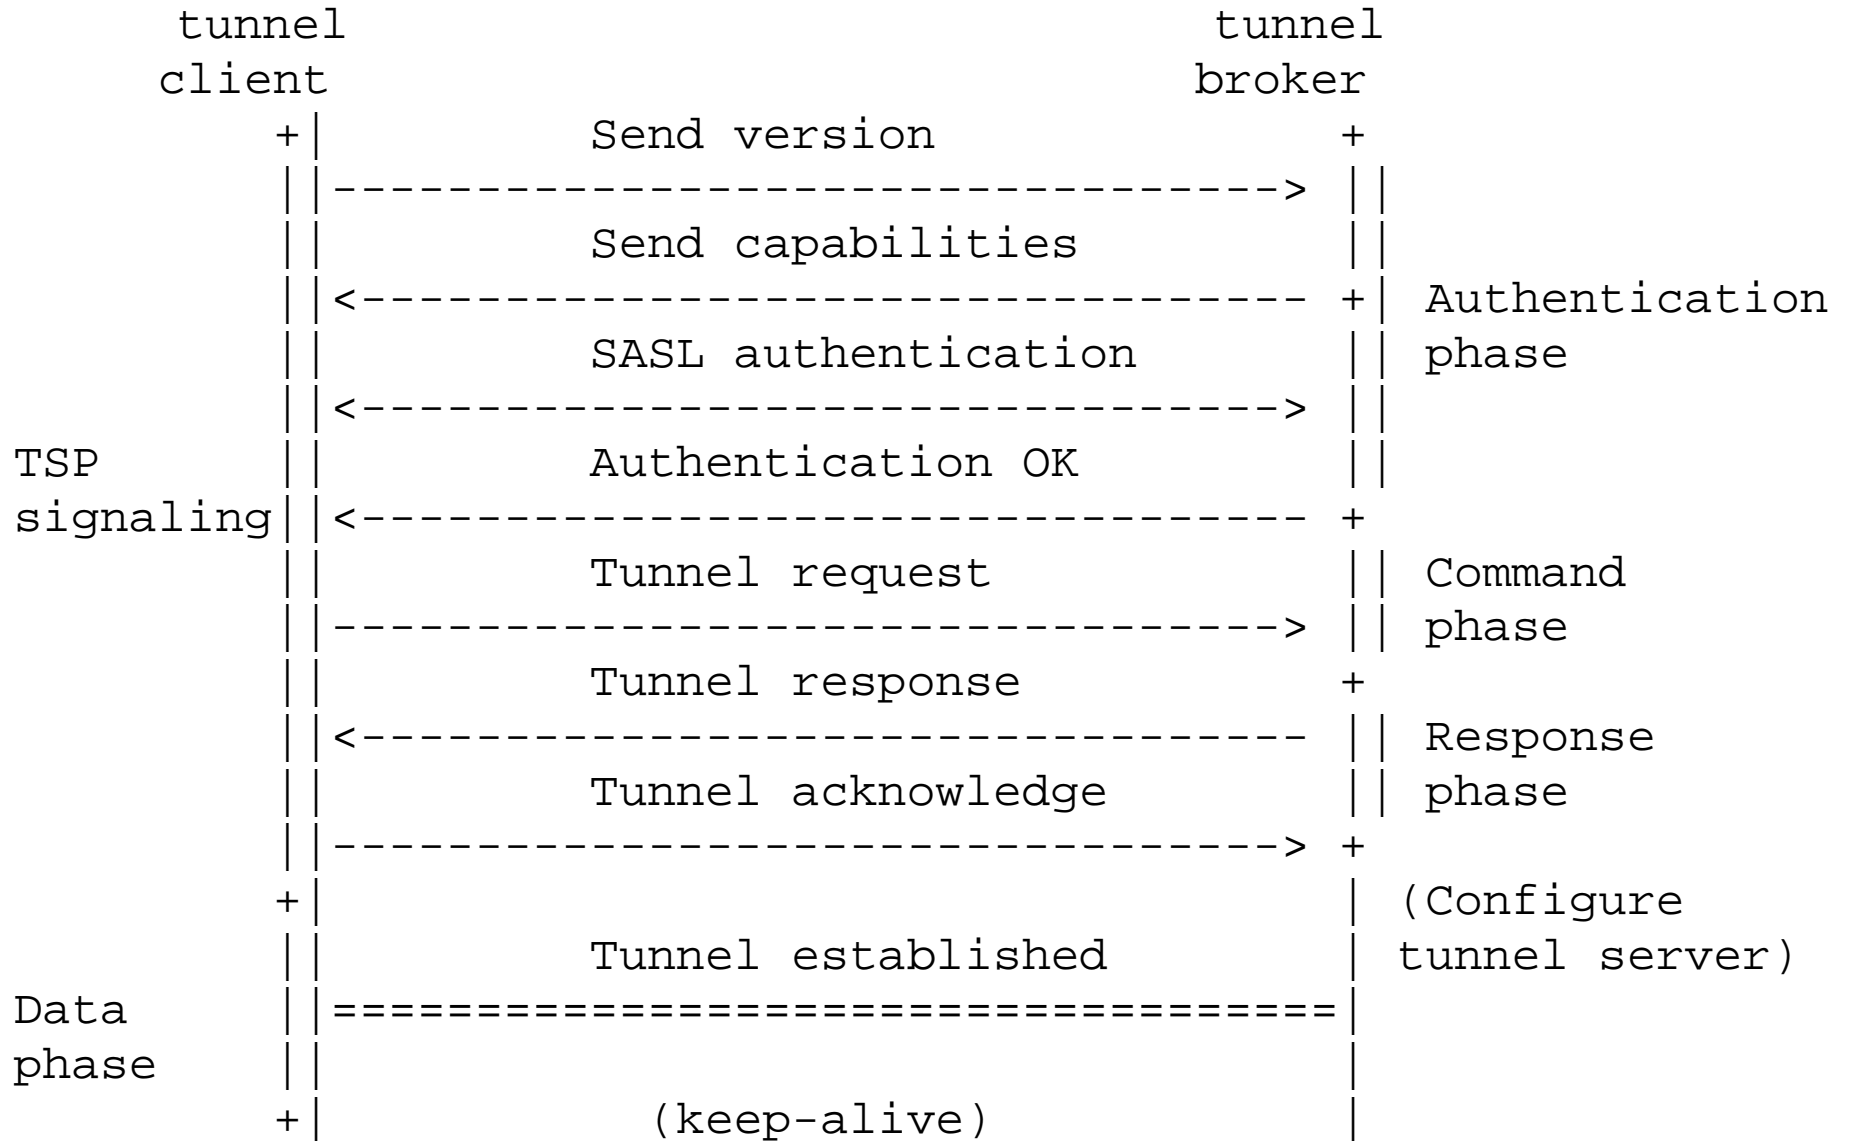 tunnel tunnel
client broker
+| Send version +
||---------------------------------> ||
|| Send capabilities ||
||<--------------------------------- +| Authentication
|| SASL authentication || phase
||<--------------------------------> ||
TSP || Authentication OK ||
signaling||<--------------------------------- +
|| Tunnel request || Command
||---------------------------------> || phase
|| Tunnel response +
||<--------------------------------- || Response
|| Tunnel acknowledge || phase
||---------------------------------> +
+| | (Configure
|| Tunnel established | tunnel server)
Data ||===================================|
phase || |
+| (keep-alive) |